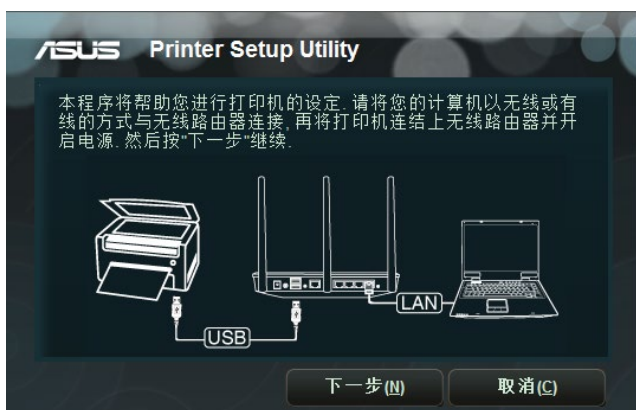 ASUS Printer Setup Utility
本程序将帮助您进行打印机的设定. 请将您的计算机以无线或有
线的方式与无线路由器连接, 再将打印机连结上无线路由器并开
启电源. 然后按"下一步"继续.
LAN
USB
下一步(N)
取消(C)